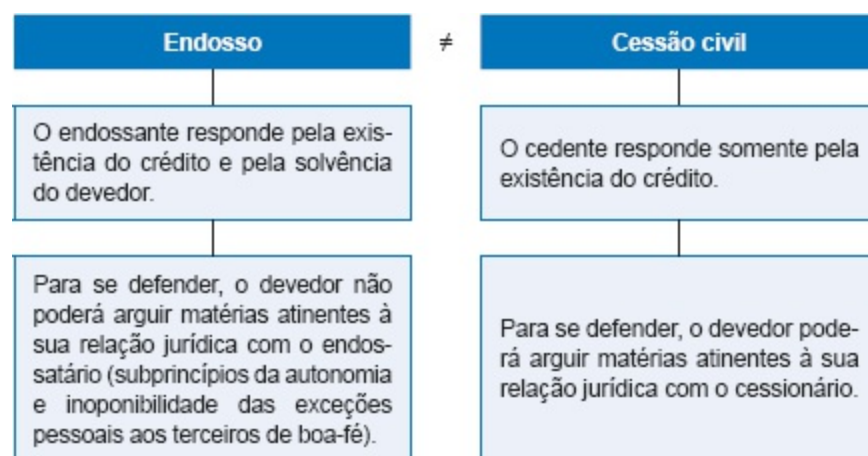 Endosso
≠
Cessão civil
O endossante responde pela exis-
tência do crédito e pela solvência
do devedor.
O cedente responde somente pela
existência do crédito.
Para se defender, o devedor não
poderá arguir matérias atinentes à
sua relação jurídica com o endos-
satário (subprincípios da autonomia
e inoponibilidade das exceções
pessoais aos terceiros de boa-fé).
Para se defender, o devedor pode-
rá arguir matérias atinentes à sua
relação jurídica com o cessionário.